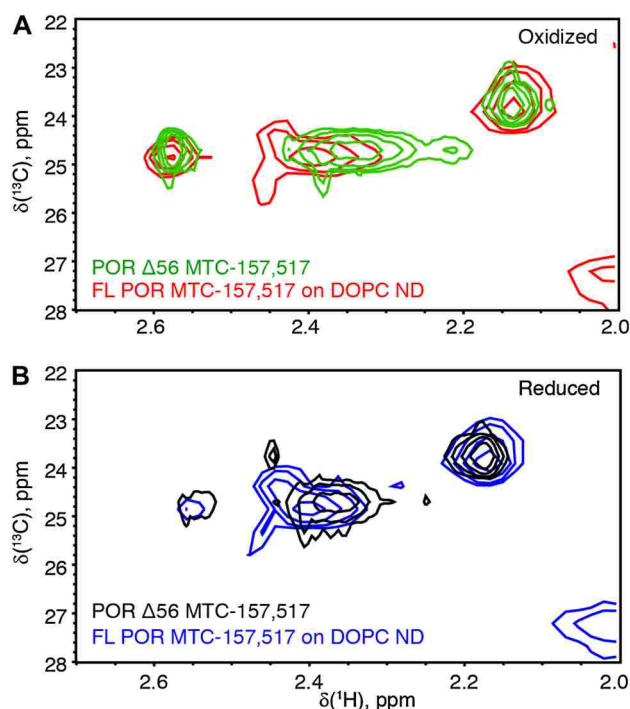 A
Oxidized
22
23
24
25
26
27
28
δ(¹³C), ppm
POR Δ56 MTC-157,517
FL POR MTC-157,517 on DOPC ND
2.6 2.4 2.2 2.0
B
Reduced
22
23
24
25
26
27
28
δ(¹³C), ppm
POR Δ56 MTC-157,517
FL POR MTC-157,517 on DOPC ND
2.6 2.4 2.2 2.0
δ(¹H), ppm